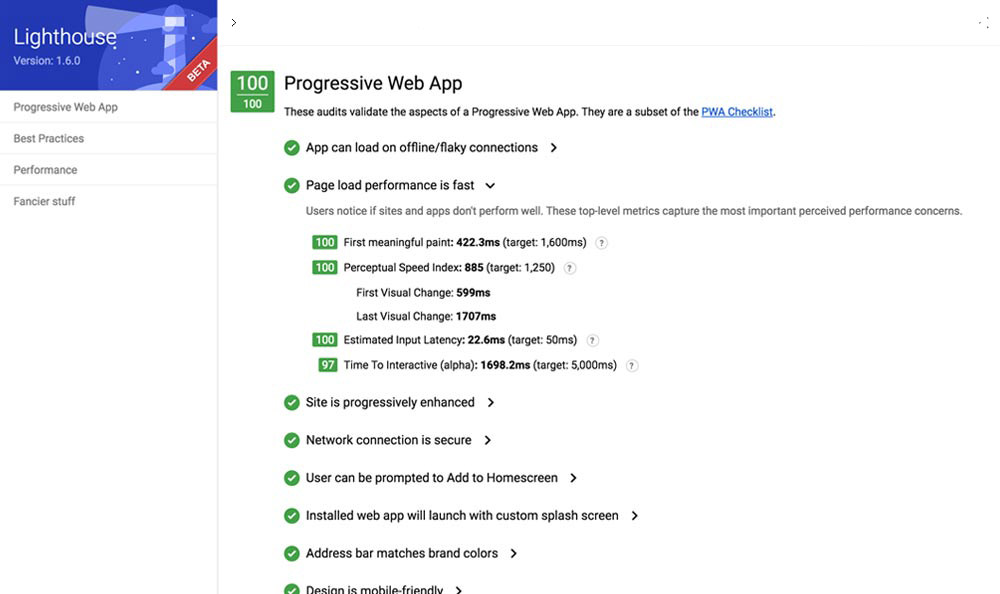 Lighthouse
Version: 1.6.0
BETA
Progressive Web App
Best Practices
Performance
Fancier stuff
100
100
Progressive Web App
These audits validate the aspects of a Progressive Web App. They are a subset of the PWA Checklist.
App can load on offline/flaky connections
Page load performance is fast
Users notice if sites and apps don't perform well. These top-level metrics capture the most important perceived performance concerns.
100 First meaningful paint: 422.3ms (target: 1,600ms) ?
100 Perceptual Speed Index: 885 (target: 1,250) ?
First Visual Change: 599ms
Last Visual Change: 1707ms
100 Estimated Input Latency: 22.6ms (target: 50ms) ?
97 Time To Interactive (alpha): 1698.2ms (target: 5,000ms) ?
Site is progressively enhanced
Network connection is secure
User can be prompted to Add to Homescreen
Installed web app will launch with custom splash screen
Address bar matches brand colors
Design is mobile-friendly